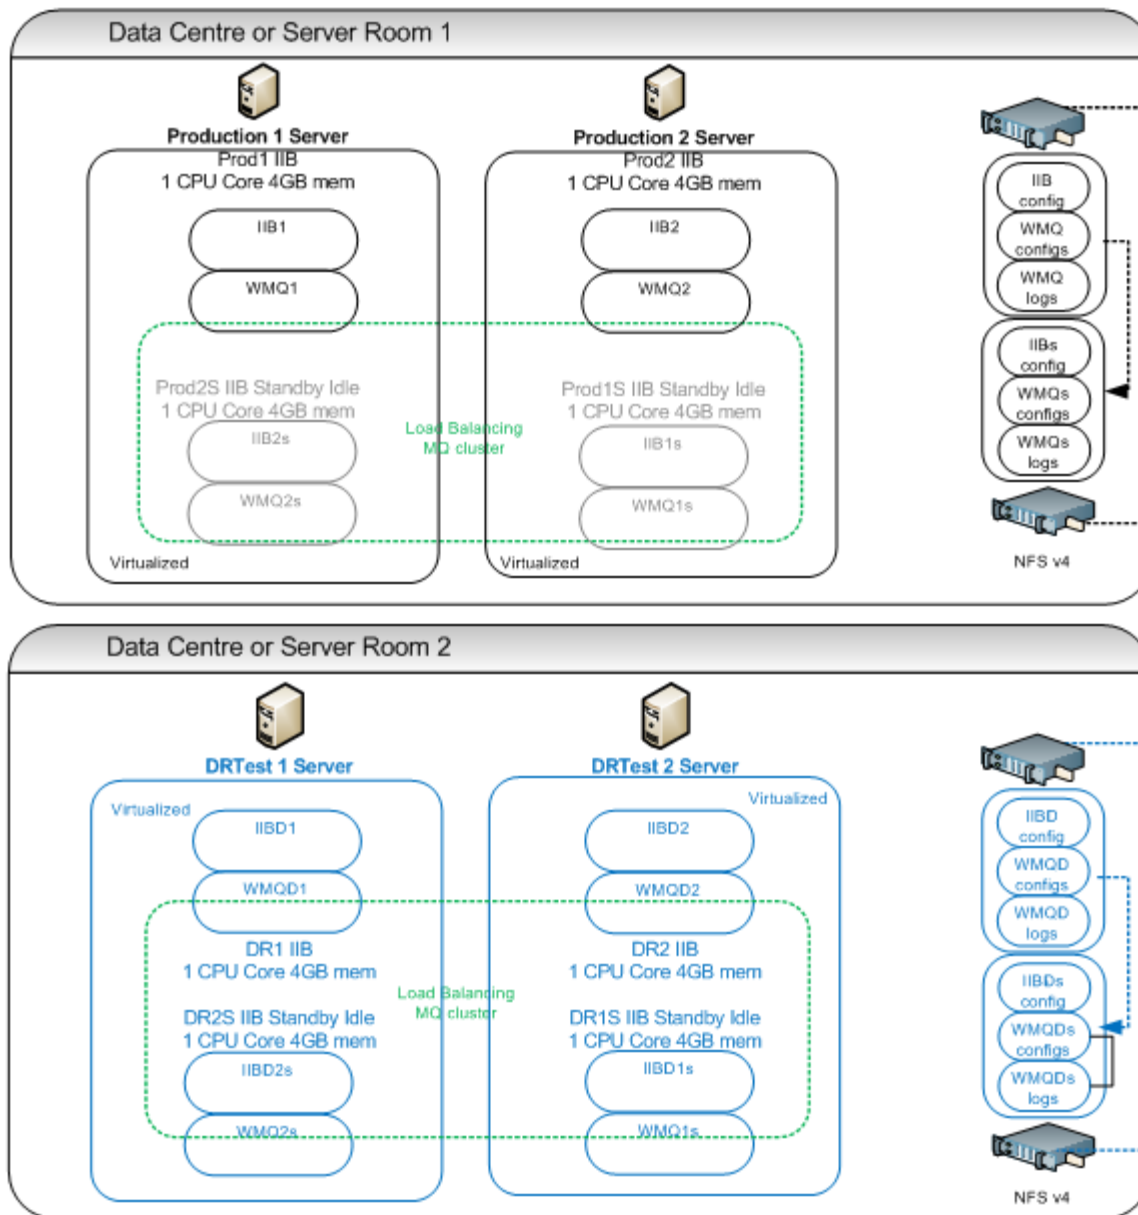 Data Centre or Server Room 1
Production 1 Server
Prod1 IIB
1 CPU Core 4GB mem
IIB1
WMQ1
Prod2S IIB Standby Idle
1 CPU Core 4GB mem
IIB2s
WMQ2s
Virtualized
Load Balancing
MQ cluster
Production 2 Server
Prod2 IIB
1 CPU Core 4GB mem
IIB2
WMQ2
Prod1S IIB Standby Idle
1 CPU Core 4GB mem
IIB1s
WMQ1s
Virtualized
IIB
config
WMQ
configs
WMQ
logs
IIBs
config
WMQs
configs
WMQs
logs
NFS v4
Data Centre or Server Room 2
DRTest 1 Server
Virtualized
IIBD1
WMQD1
DR1 IIB
1 CPU Core 4GB mem
DR2S IIB Standby Idle
1 CPU Core 4GB mem
IIBD2s
WMQ2s
Load Balancing
MQ cluster
DRTest 2 Server
Virtualized
IIBD2
WMQD2
DR2 IIB
1 CPU Core 4GB mem
DR1S IIB Standby Idle
1 CPU Core 4GB mem
IIBD1s
WMQ1s
IIBD
config
WMQD
configs
WMQD
logs
IIBDs
config
WMQDs
configs
WMQDs
logs
NFS v4